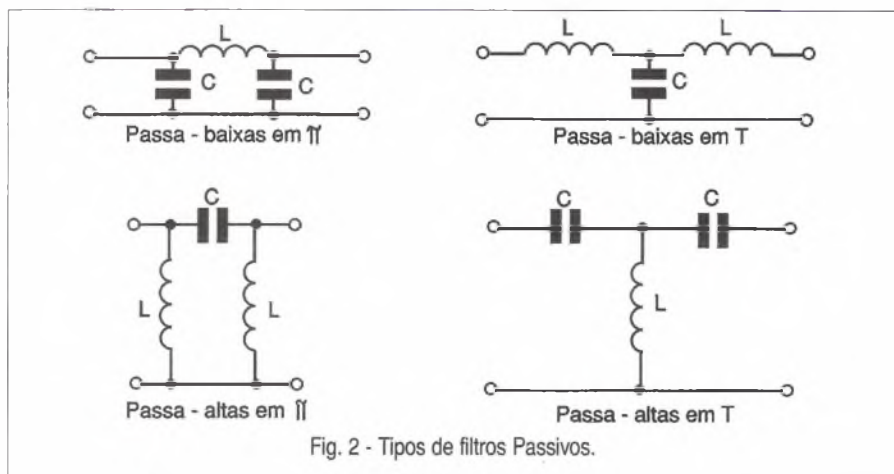 L
C
C
Passa - baixas em π
L
L
C
Passa - baixas em T
C
L
L
Passa - altas em π
C
C
L
Passa - altas em T
Fig. 2 - Tipos de filtros Passivos.